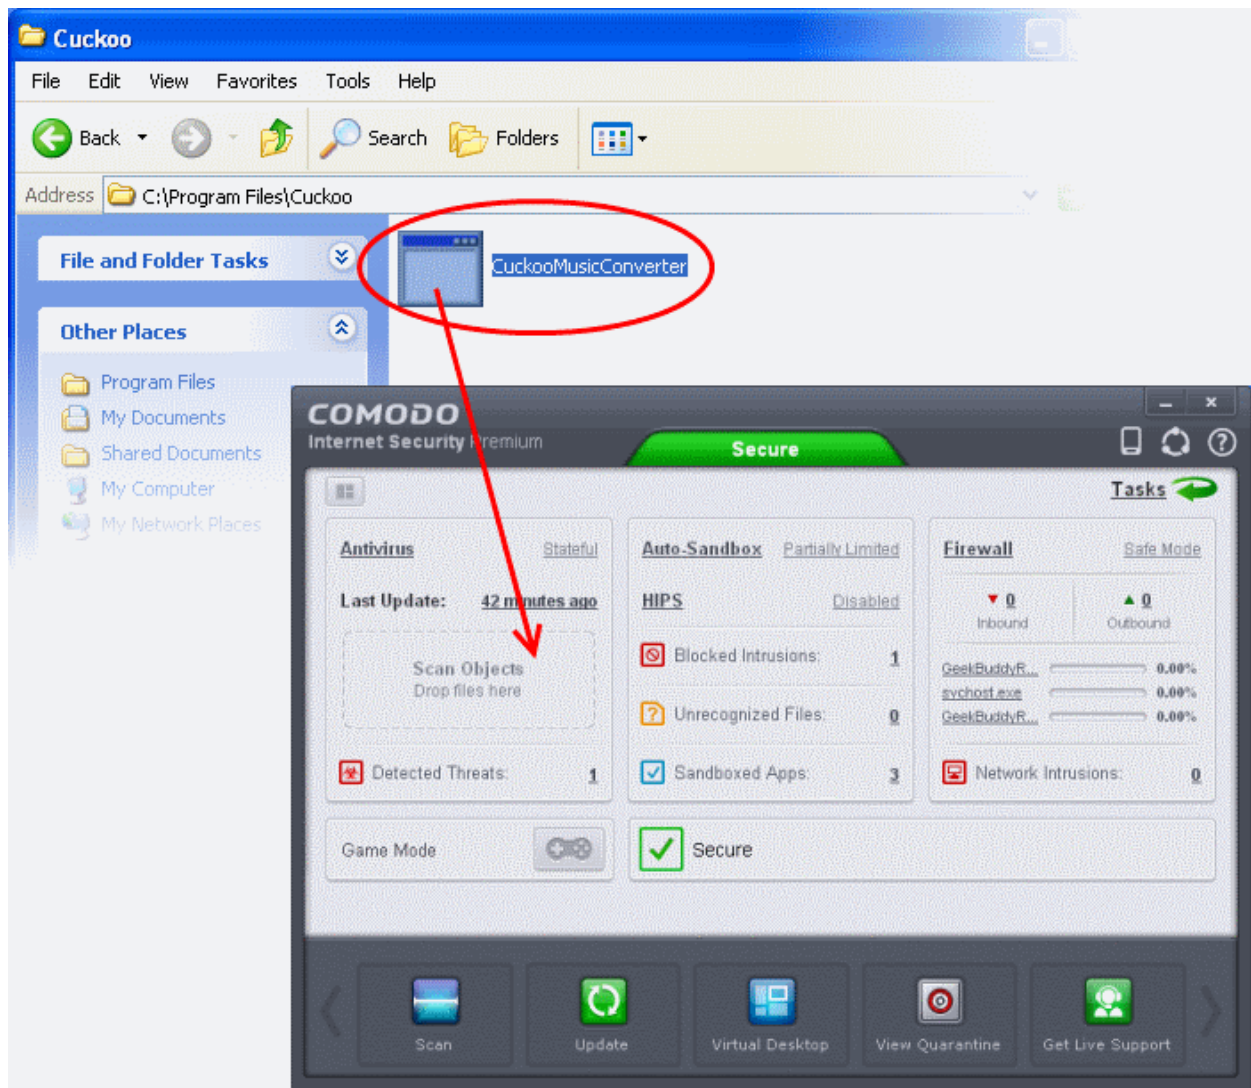 Cuckoo
File Edit View Favorites Tools Help
Back Search Folders
Address C:\Program Files\Cuckoo
File and Folder Tasks
CuckooMusicConverter
Other Places
Program Files
My Documents
Shared Documents
My Computer
My Network Places
COMODO
Internet Security Premium
Secure
Tasks
Antivirus Stateful
Last Update: 42 minutes ago
Scan Objects
Drop files here
Detected Threats: 1
Auto-Sandbox Partially Limited
HIPS Disabled
Blocked Intrusions: 1
Unrecognized Files: 0
Sandboxed Apps: 3
Firewall Safe Mode
0 0
Inbound Outbound
GeekBuddyR... 0.00%
svchost.exe 0.00%
GeekBuddyR... 0.00%
Network Intrusions: 0
Game Mode
Secure
Scan Update Virtual Desktop View Quarantine Get Live Support